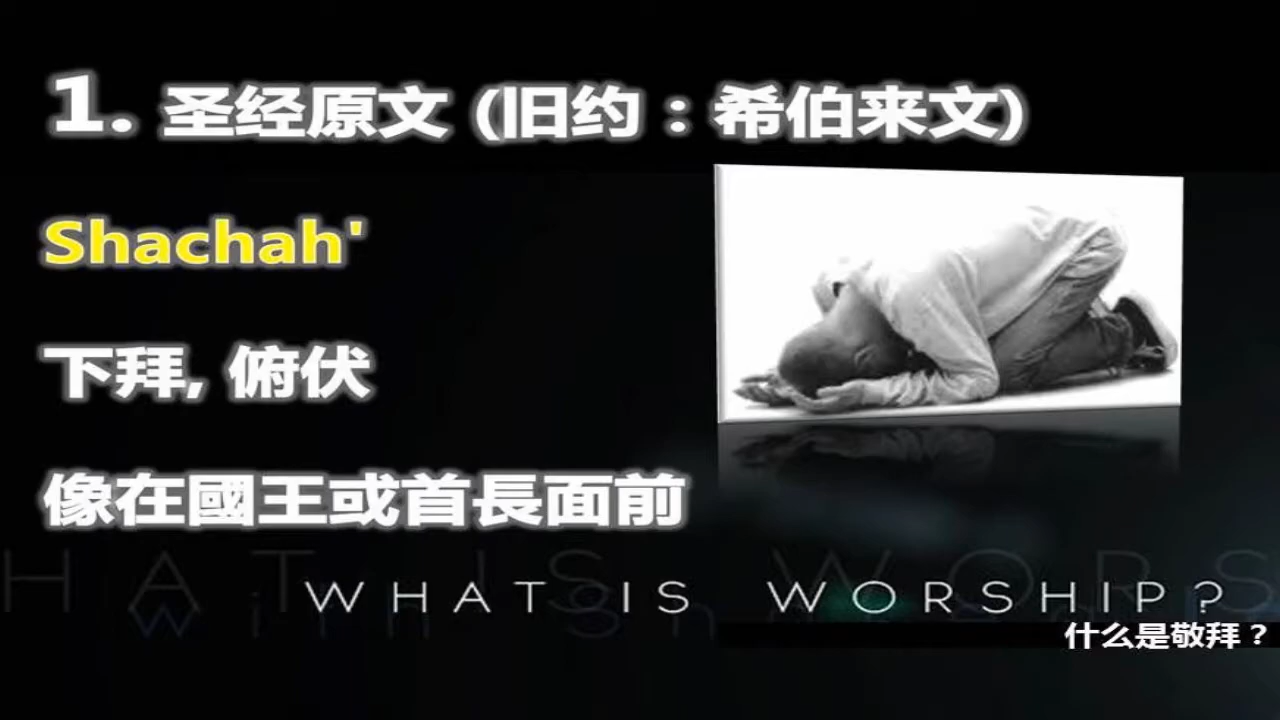 1. 圣经原文 (旧约：希伯来文)
Shachah'
下拜, 俯伏
像在國王或首長面前
WHAT IS WORSHIP?
什么是敬拜？